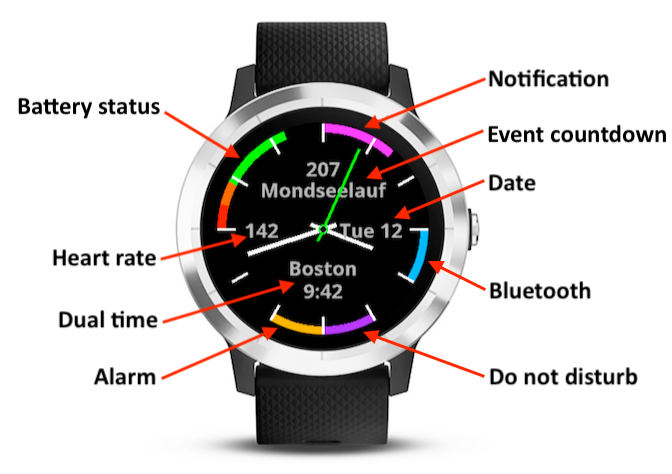 Notification
Battery status
Event countdown
207
Mondseelauf
Date
142
Tue 12
Heart rate
Boston
9:42
Bluetooth
Dual time
Alarm
Do not disturb